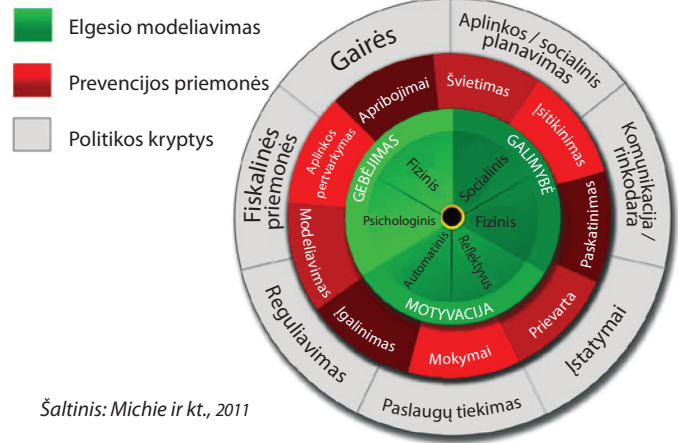 Elgesio modeliavimas
Prevencijos priemonės
Politikos kryptys
Gairės
Aplinkos / socialinis
planavimas
Komunikacija /
rinkodara
Įstatymai
Paslaugų tiekimas
Reguliavimas
Fiskalinės
priemonės
Apribojimai
Švietimas
Įsitikinimas
Paskatinimas
Prievarta
Mokymai
Įgalinimas
Modeliavimas
Aplinkos
pertvarkymas
GEBĖJIMAS
GALIMYBĖ
MOTYVACIJA
Fizinis
Socialinis
Psichologinis
Fizinis
Automatinis
Reflektyvus
Šaltinis: Michie ir kt., 2011